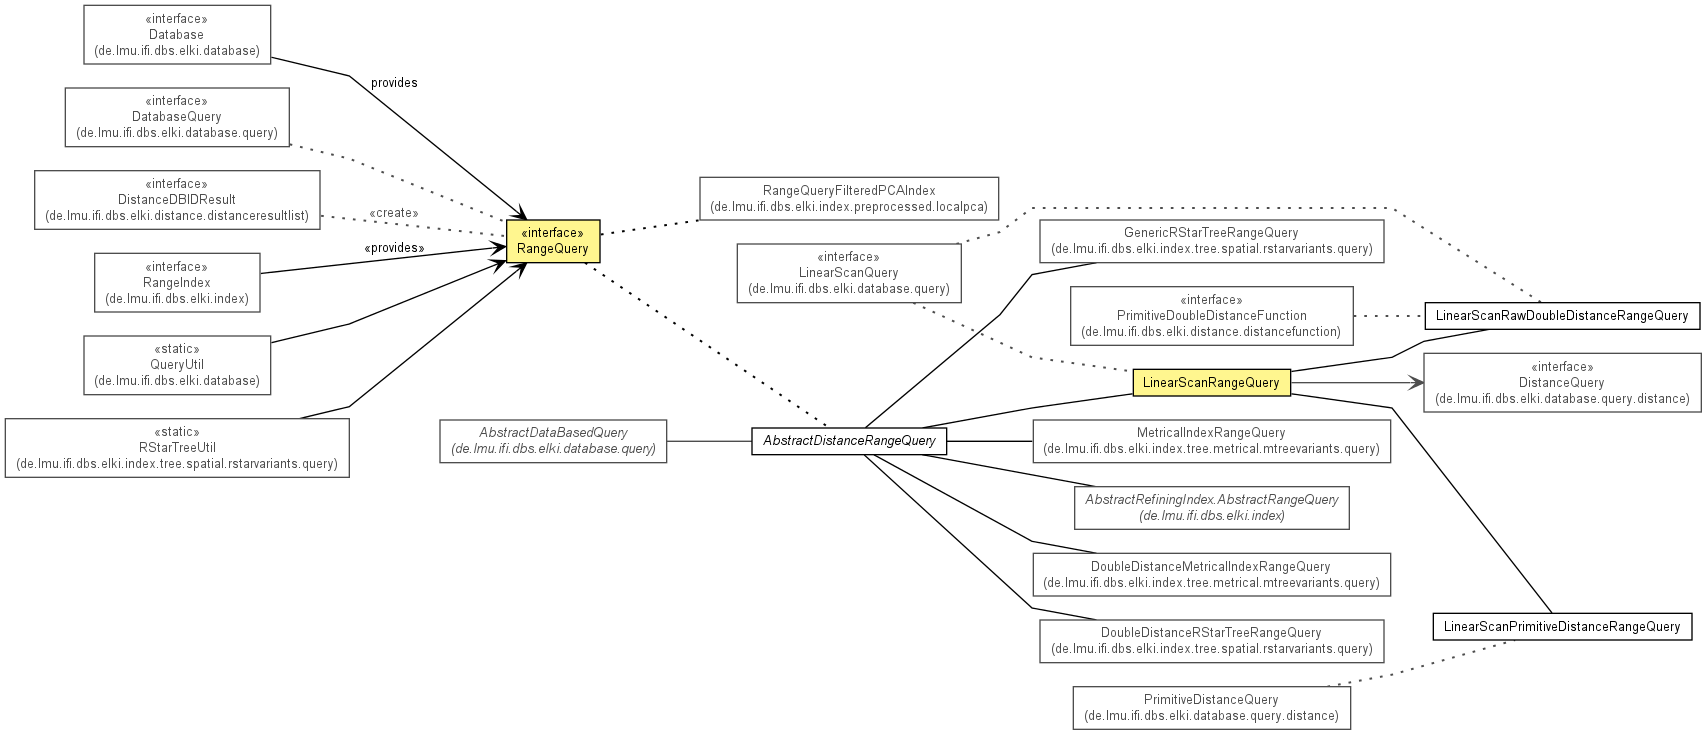 «interface»
Database
(de.lmu.ifi.dbs.elki.database)
provides
«interface»
DatabaseQuery
(de.lmu.ifi.dbs.elki.database.query)
«interface»
DistanceDBIDResult
(de.lmu.ifi.dbs.elki.distance.distanceresultlist)
«create»
«interface»
RangeIndex
(de.lmu.ifi.dbs.elki.index)
«provides»
«static»
QueryUtil
(de.lmu.ifi.dbs.elki.database)
«static»
RStarTreeUtil
(de.lmu.ifi.dbs.elki.index.tree.spatial.rstarvariants.query)
«interface»
RangeQuery
RangeQueryFilteredPCAIndex
(de.lmu.ifi.dbs.elki.index.preprocessed.localpca)
«interface»
LinearScanQuery
(de.lmu.ifi.dbs.elki.database.query)
AbstractDataBasedQuery
(de.lmu.ifi.dbs.elki.database.query)
AbstractDistanceRangeQuery
GenericRStarTreeRangeQuery
(de.lmu.ifi.dbs.elki.index.tree.spatial.rstarvariants.query)
«interface»
PrimitiveDoubleDistanceFunction
(de.lmu.ifi.dbs.elki.distance.distancefunction)
LinearScanRangeQuery
MetricalIndexRangeQuery
(de.lmu.ifi.dbs.elki.index.tree.metrical.mtreevariants.query)
AbstractRefiningIndex.AbstractRangeQuery
(de.lmu.ifi.dbs.elki.index)
DoubleDistanceMetricalIndexRangeQuery
(de.lmu.ifi.dbs.elki.index.tree.metrical.mtreevariants.query)
DoubleDistanceRStarTreeRangeQuery
(de.lmu.ifi.dbs.elki.index.tree.spatial.rstarvariants.query)
PrimitiveDistanceQuery
(de.lmu.ifi.dbs.elki.database.query.distance)
LinearScanRawDoubleDistanceRangeQuery
«interface»
DistanceQuery
(de.lmu.ifi.dbs.elki.database.query.distance)
LinearScanPrimitiveDistanceRangeQuery